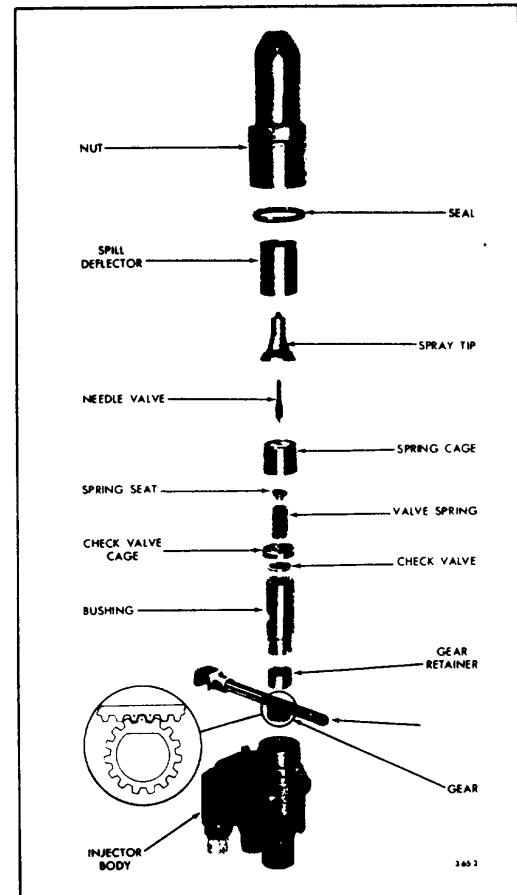 NUT
SEAL
SPILL
DEFLECTOR
SPRAY TIP
NEEDLE VALVE
SPRING CAGE
SPRING SEAT
VALVE SPRING
CHECK VALVE
CAGE
CHECK VALVE
BUSHING
GEAR
RETAINER
GEAR
INJECTOR
BODY
3653